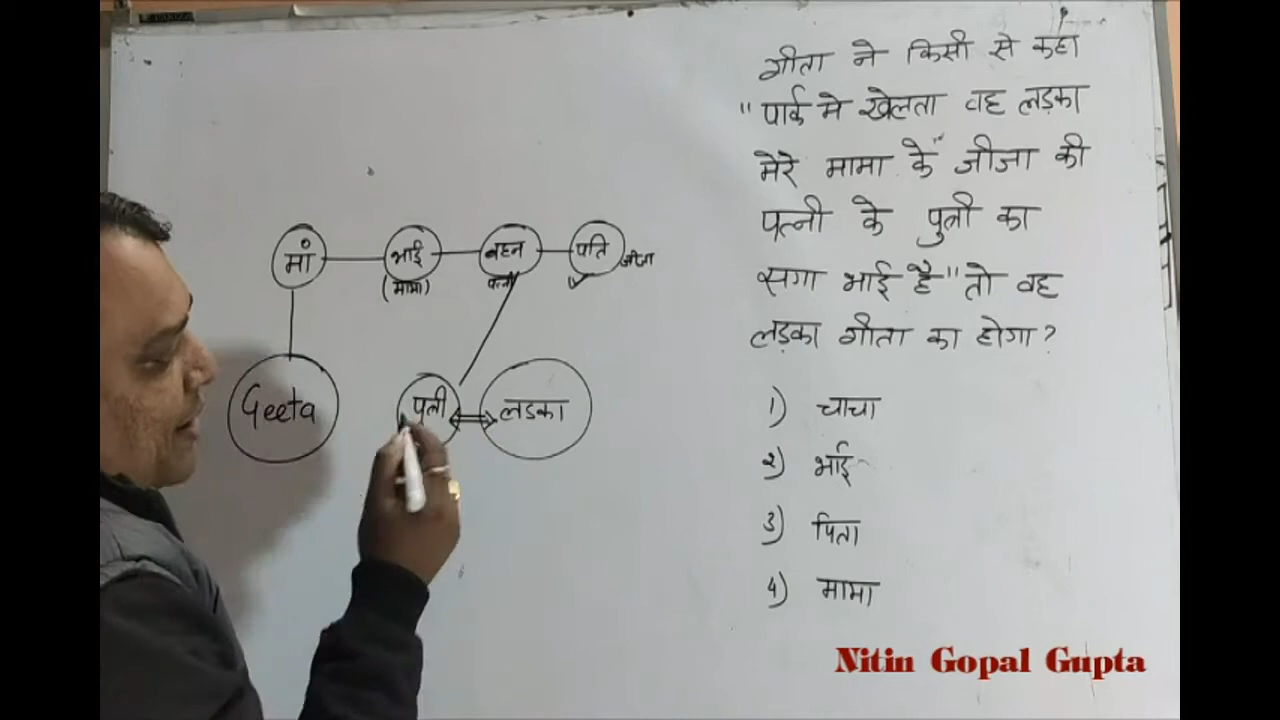 गीता ने किसी से कहा
"पार्क मे खेलता वह लड़का
मेरे मामा के जीजा की
पत्नी के पुत्री का
सगा भाई है" तो वह
लड़का गीता का होगा?
1) चाचा
2) भाई
3) पिता
4) मामा
मां
भाई
(मामा)
बहन
पत्नी
पति
जीजा
Geeta
पुत्री
लडका
Nitin Gopal Gupta